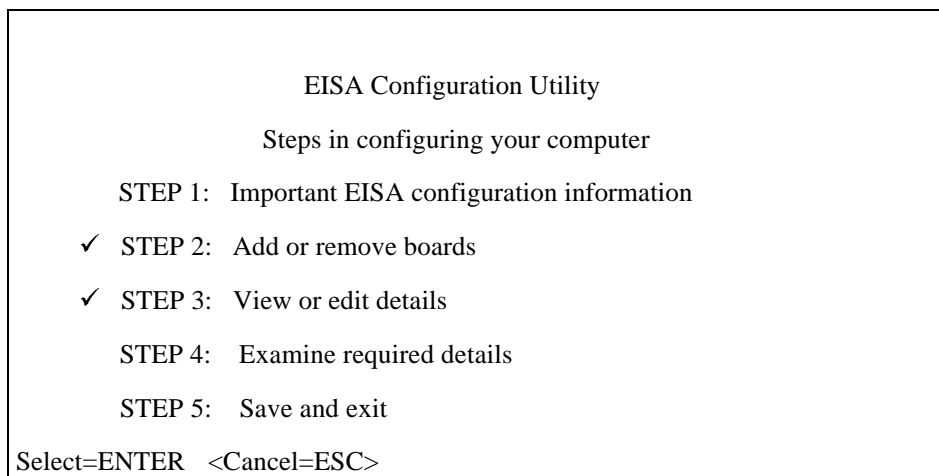 EISA Configuration Utility
Steps in configuring your computer
STEP 1: Important EISA configuration information
✓ STEP 2: Add or remove boards
✓ STEP 3: View or edit details
STEP 4: Examine required details
STEP 5: Save and exit
Select=ENTER <Cancel=ESC>